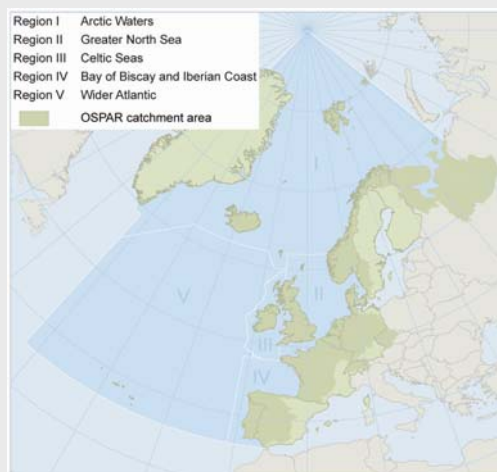 Region I Arctic Waters
Region II Greater North Sea
Region III Celtic Seas
Region IV Bay of Biscay and Iberian Coast
Region V Wider Atlantic
OSPAR catchment area
I
V
II
III
IV